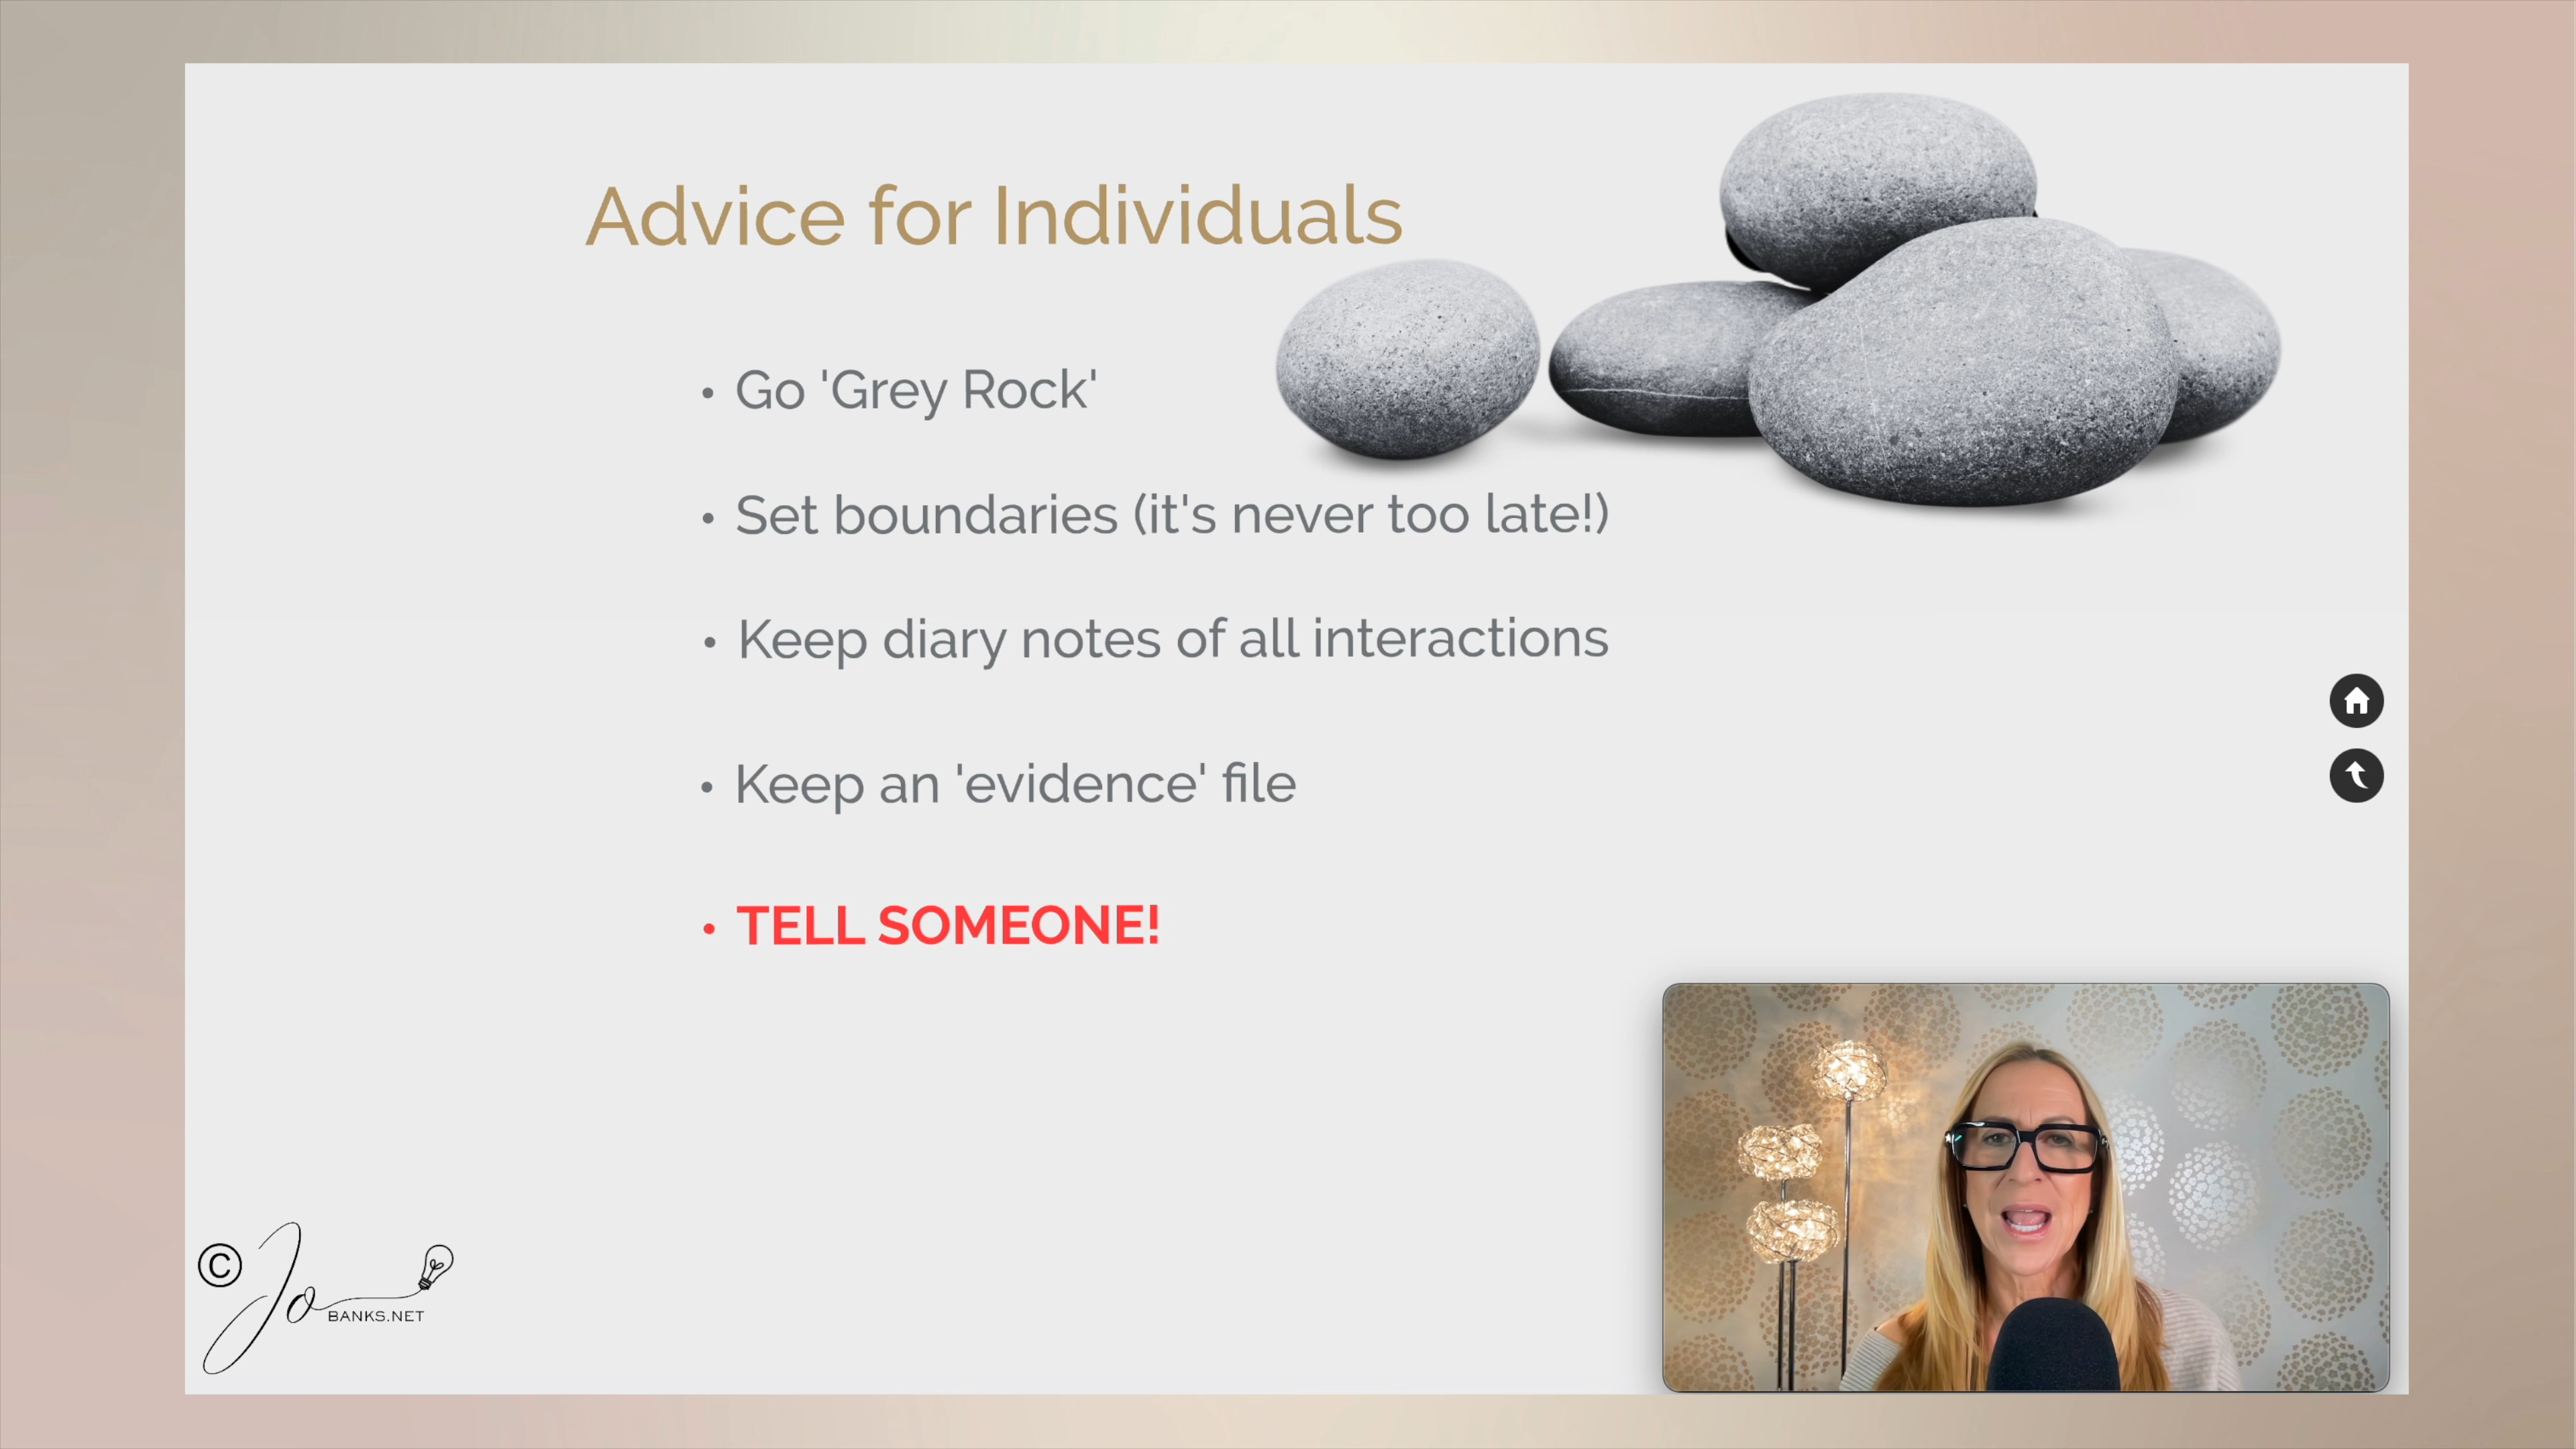 Advice for Individuals
• Go 'Grey Rock'
• Set boundaries (it's never too late!)
• Keep diary notes of all interactions
• Keep an 'evidence' file
• TELL SOMEONE!
© Jo
BANKS.NET